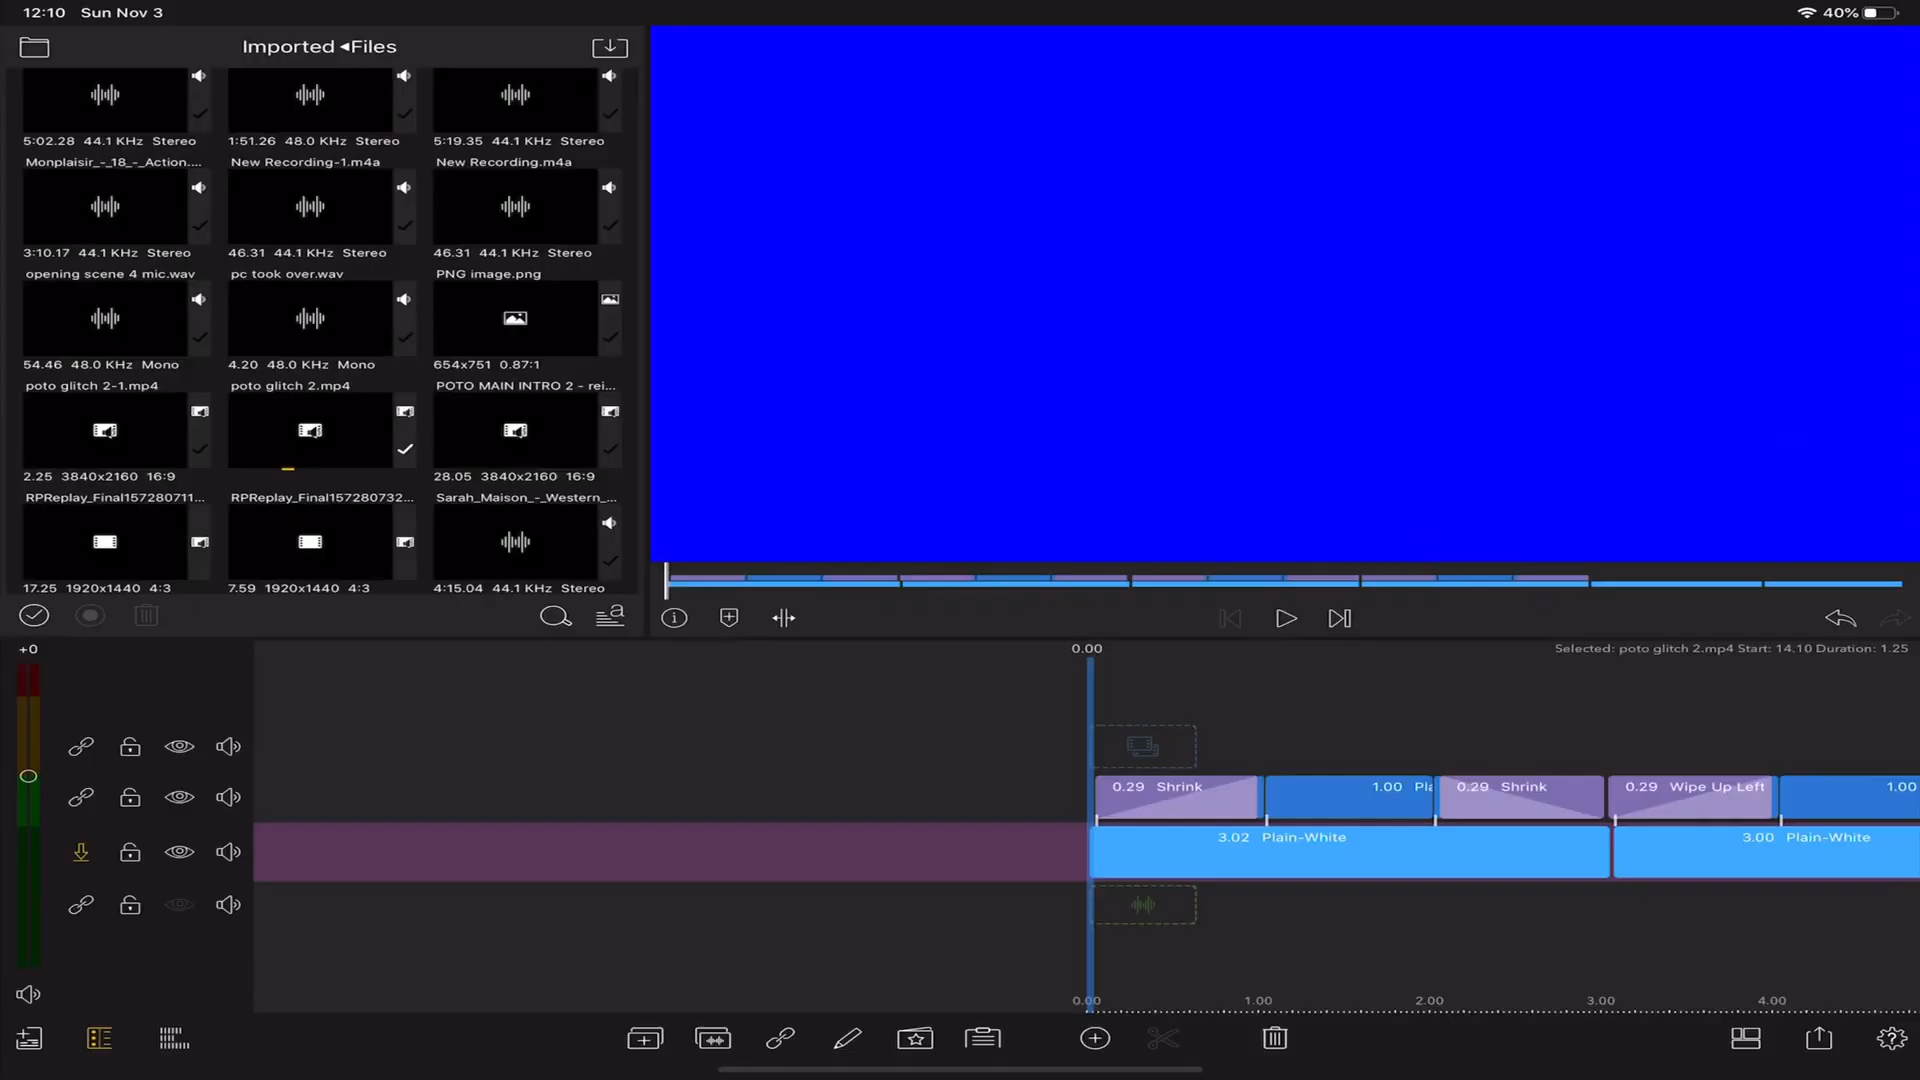 12:10 Sun Nov 3
40%
Imported ◂Files
5:02.28 44.1 KHz Stereo
1:51.26 48.0 KHz Stereo
5:19.35 44.1 KHz Stereo
Monplaisir_-_18_-_Action....
New Recording-1.m4a
New Recording.m4a
3:10.17 44.1 KHz Stereo
46.31 44.1 KHz Stereo
46.31 44.1 KHz Stereo
opening scene 4 mic.wav
pc took over.wav
PNG image.png
54.46 48.0 KHz Mono
4.20 48.0 KHz Mono
654x751 0.87:1
poto glitch 2-1.mp4
poto glitch 2.mp4
POTO MAIN INTRO 2 - rei...
2.25 3840x2160 16:9
28.05 3840x2160 16:9
RPReplay_Final157280711...
RPReplay_Final157280732...
Sarah_Maison_-_Western_...
17.25 1920x1440 4:3
7.59 1920x1440 4:3
4:15.04 44.1 KHz Stereo
+0
0.00
Selected: poto glitch 2.mp4 Start: 14.10 Duration: 1.25
0.29 Shrink
1.00 Pla
0.29 Shrink
0.29 Wipe Up Left
1.00
3.02 Plain-White
3.00 Plain-White
0.00 1.00 2.00 3.00 4.00